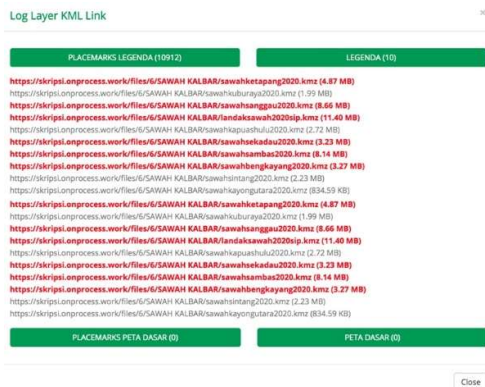 Log Layer KML Link
×
PLACEMARKS LEGENDA (10912)
LEGENDA (10)
https://skripsi.onprocess.work/files/6/SAWAH KALBAR/sawahketapang2020.kmz (4.87 MB)
https://skripsi.onprocess.work/files/6/SAWAH KALBAR/sawahkuburaya2020.kmz (1.99 MB)
https://skripsi.onprocess.work/files/6/SAWAH KALBAR/sawahsanggau2020.kmz (8.66 MB)
https://skripsi.onprocess.work/files/6/SAWAH KALBAR/landaksawah2020sip.kmz (11.40 MB)
https://skripsi.onprocess.work/files/6/SAWAH KALBAR/sawahkapuashulu2020.kmz (2.72 MB)
https://skripsi.onprocess.work/files/6/SAWAH KALBAR/sawahsekadau2020.kmz (3.23 MB)
https://skripsi.onprocess.work/files/6/SAWAH KALBAR/sawahsambas2020.kmz (8.14 MB)
https://skripsi.onprocess.work/files/6/SAWAH KALBAR/sawahbengkayang2020.kmz (3.27 MB)
https://skripsi.onprocess.work/files/6/SAWAH KALBAR/sawahsintang2020.kmz (2.23 MB)
https://skripsi.onprocess.work/files/6/SAWAH KALBAR/sawahkayongutara2020.kmz (834.59 KB)
https://skripsi.onprocess.work/files/6/SAWAH KALBAR/sawahketapang2020.kmz (4.87 MB)
https://skripsi.onprocess.work/files/6/SAWAH KALBAR/sawahkuburaya2020.kmz (1.99 MB)
https://skripsi.onprocess.work/files/6/SAWAH KALBAR/sawahsanggau2020.kmz (8.66 MB)
https://skripsi.onprocess.work/files/6/SAWAH KALBAR/landaksawah2020sip.kmz (11.40 MB)
https://skripsi.onprocess.work/files/6/SAWAH KALBAR/sawahkapuashulu2020.kmz (2.72 MB)
https://skripsi.onprocess.work/files/6/SAWAH KALBAR/sawahsekadau2020.kmz (3.23 MB)
https://skripsi.onprocess.work/files/6/SAWAH KALBAR/sawahsambas2020.kmz (8.14 MB)
https://skripsi.onprocess.work/files/6/SAWAH KALBAR/sawahbengkayang2020.kmz (3.27 MB)
https://skripsi.onprocess.work/files/6/SAWAH KALBAR/sawahsintang2020.kmz (2.23 MB)
https://skripsi.onprocess.work/files/6/SAWAH KALBAR/sawahkayongutara2020.kmz (834.59 KB)
PLACEMARKS PETA DASAR (0)
PETA DASAR (0)
Close